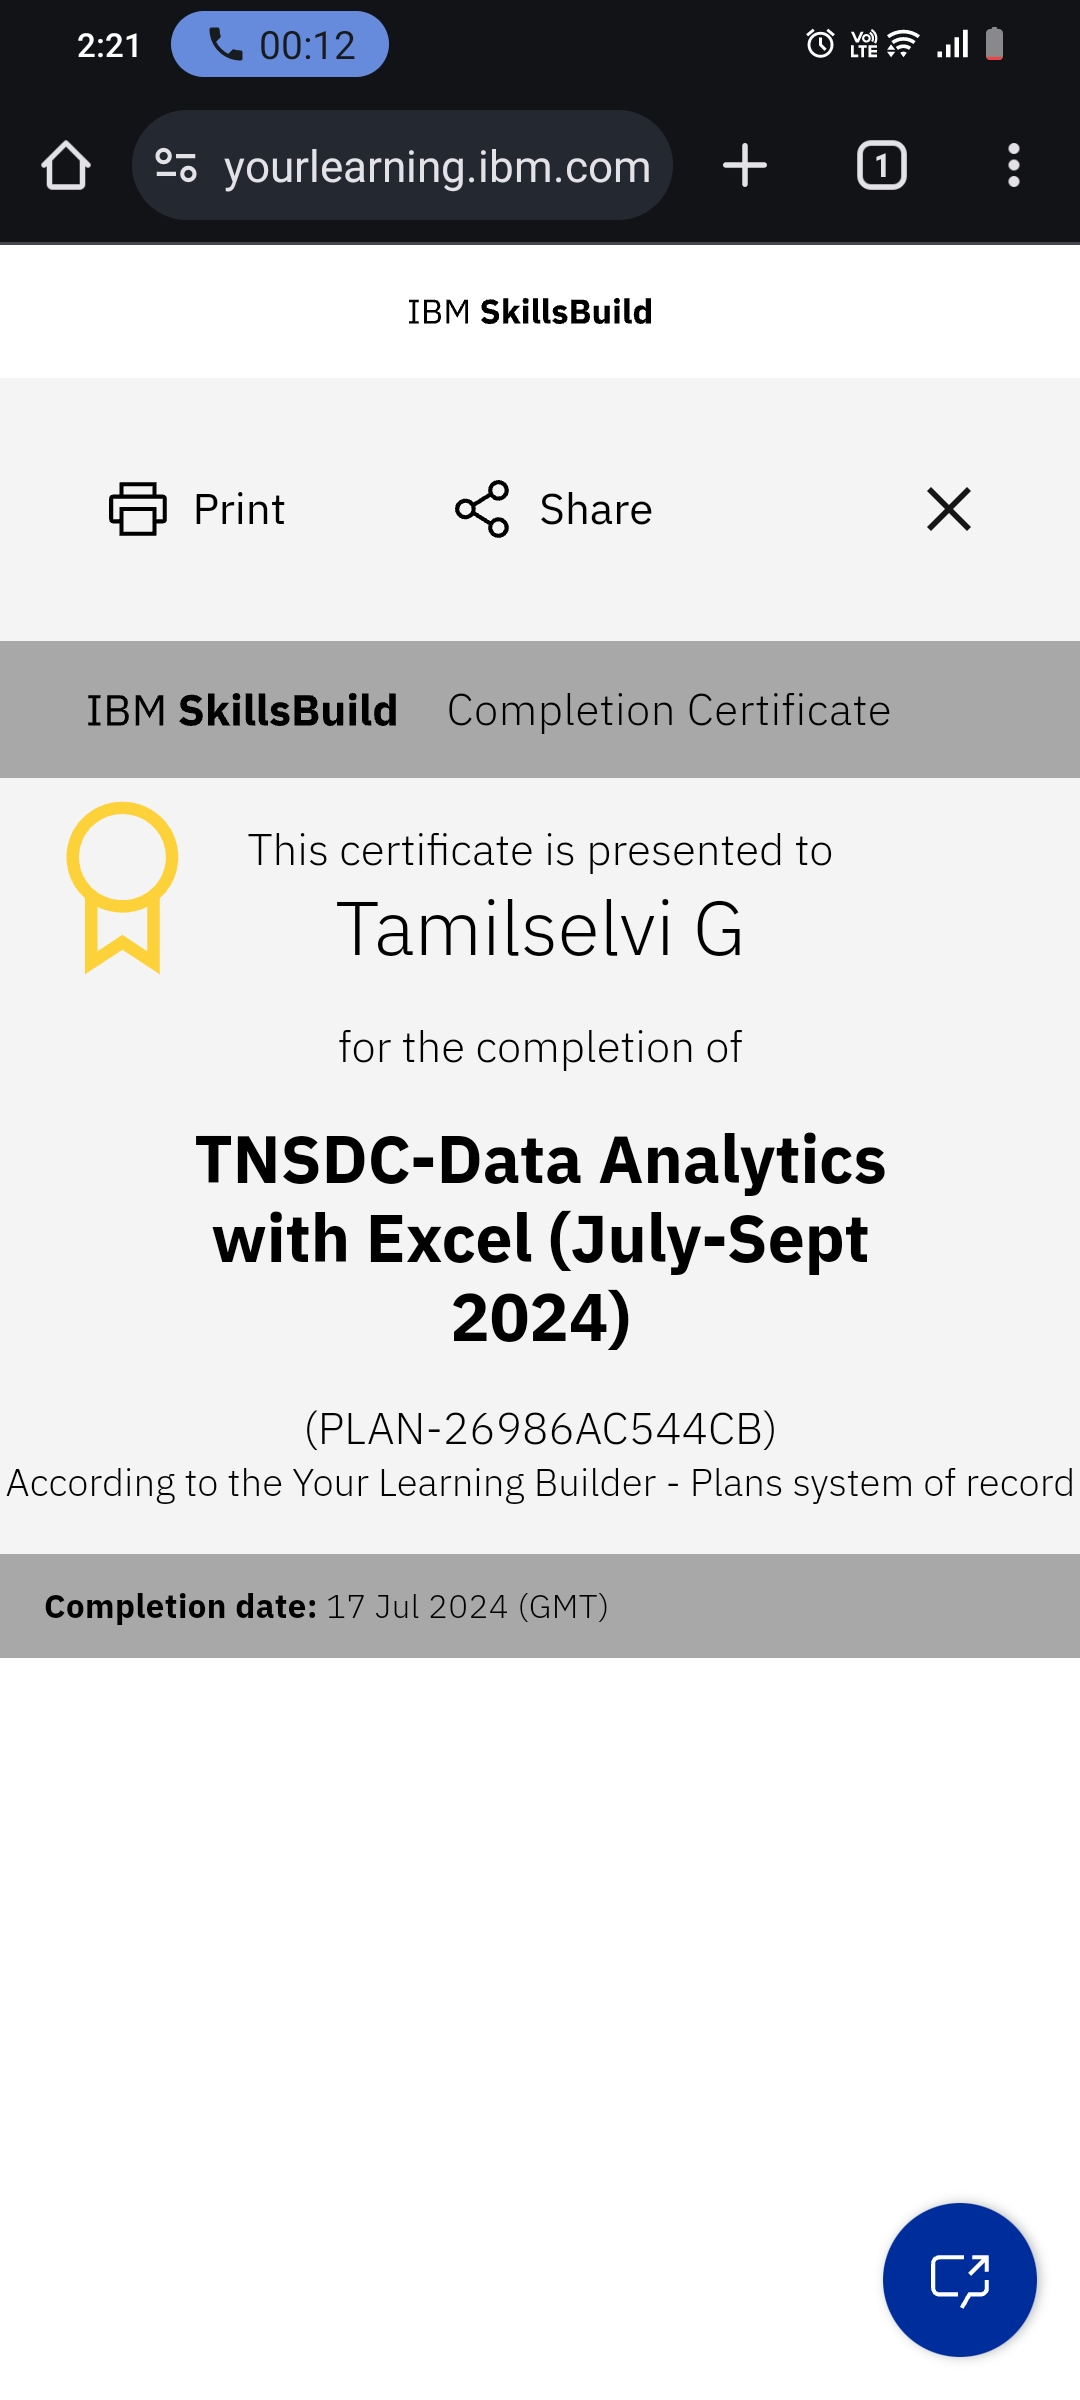 2:21 00:12 Vo) LTE
yourlearning.ibm.com 1
IBM SkillsBuild
Print Share
IBM SkillsBuild Completion Certificate
This certificate is presented to
Tamilselvi G
for the completion of
TNSDC-Data Analytics
with Excel (July-Sept
2024)
(PLAN-26986AC544CB)
According to the Your Learning Builder - Plans system of record
Completion date: 17 Jul 2024 (GMT)